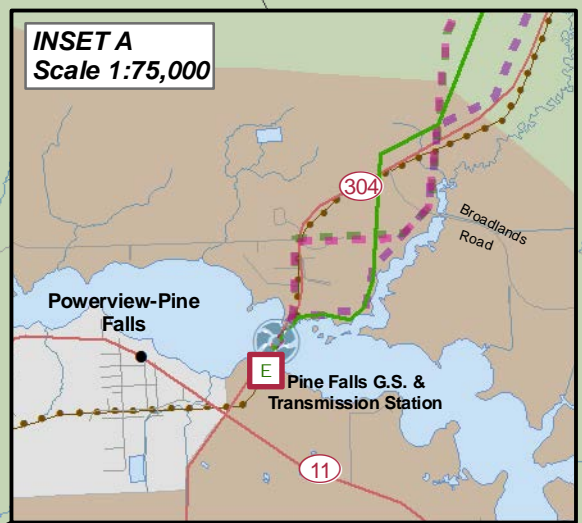 INSET A
Scale 1:75,000
304
Broadlands
Road
Powerview-Pine
Falls
E
Pine Falls G.S. &
Transmission Station
11